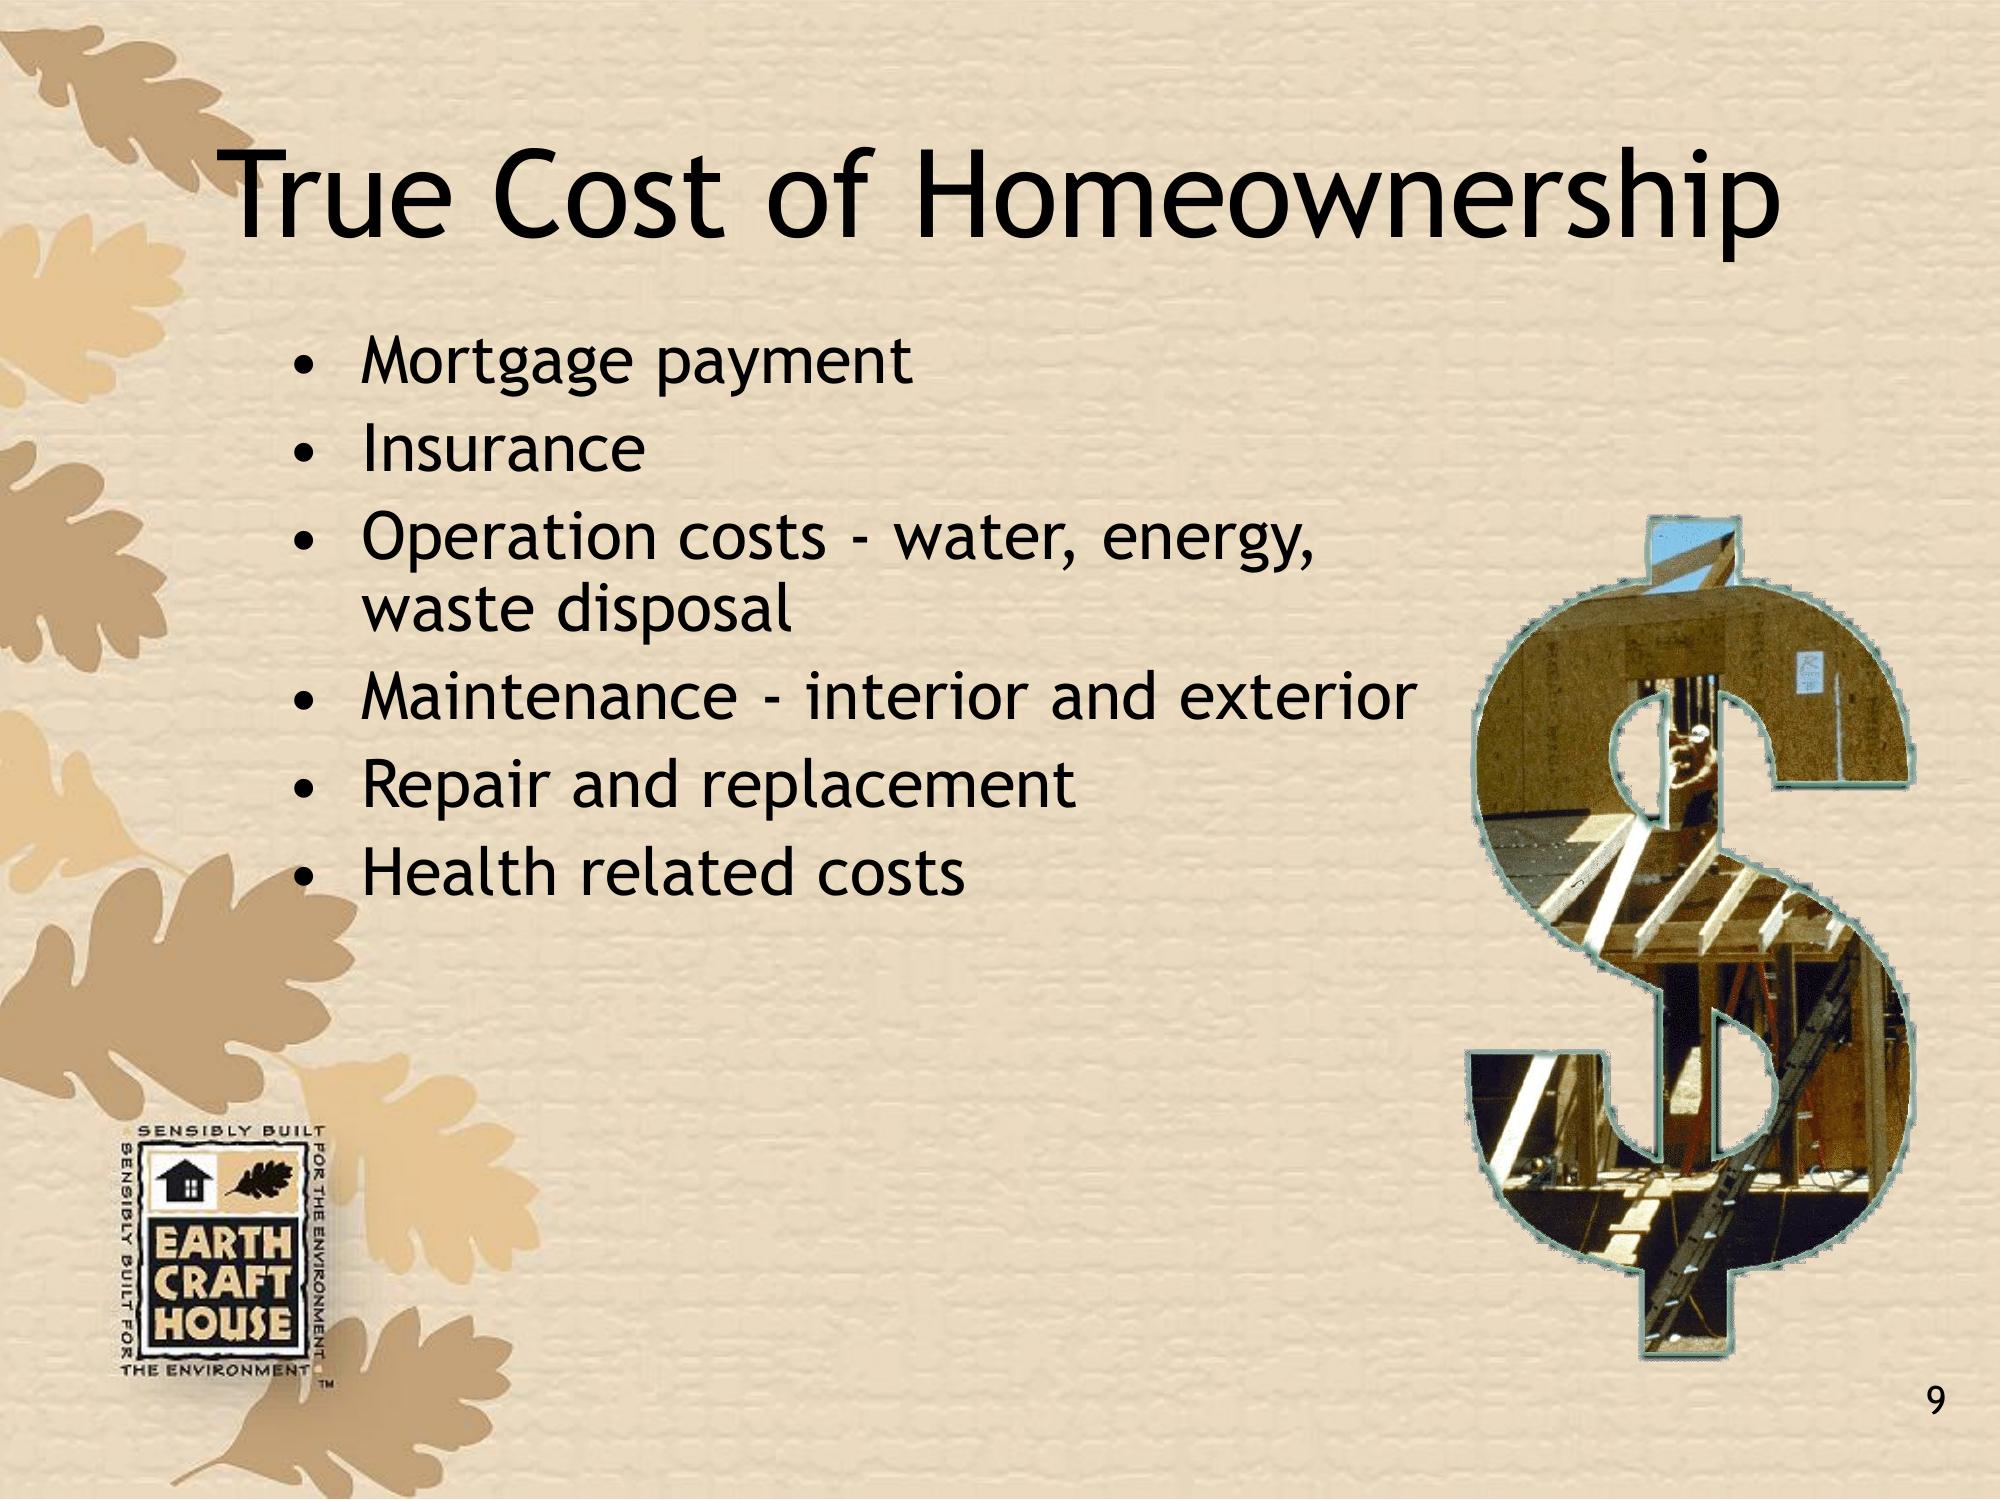 True Cost of Homeownership
• Mortgage payment
• Insurance
• Operation costs - water, energy,
waste disposal
• Maintenance - interior and exterior
• Repair and replacement
• Health related costs
SENSIBLY BUILT
FOR THE ENVIRONMENT
SENSIBLY BUILT FOR
THE ENVIRONMENT
EARTH
CRAFT
HOUSE
TM
9